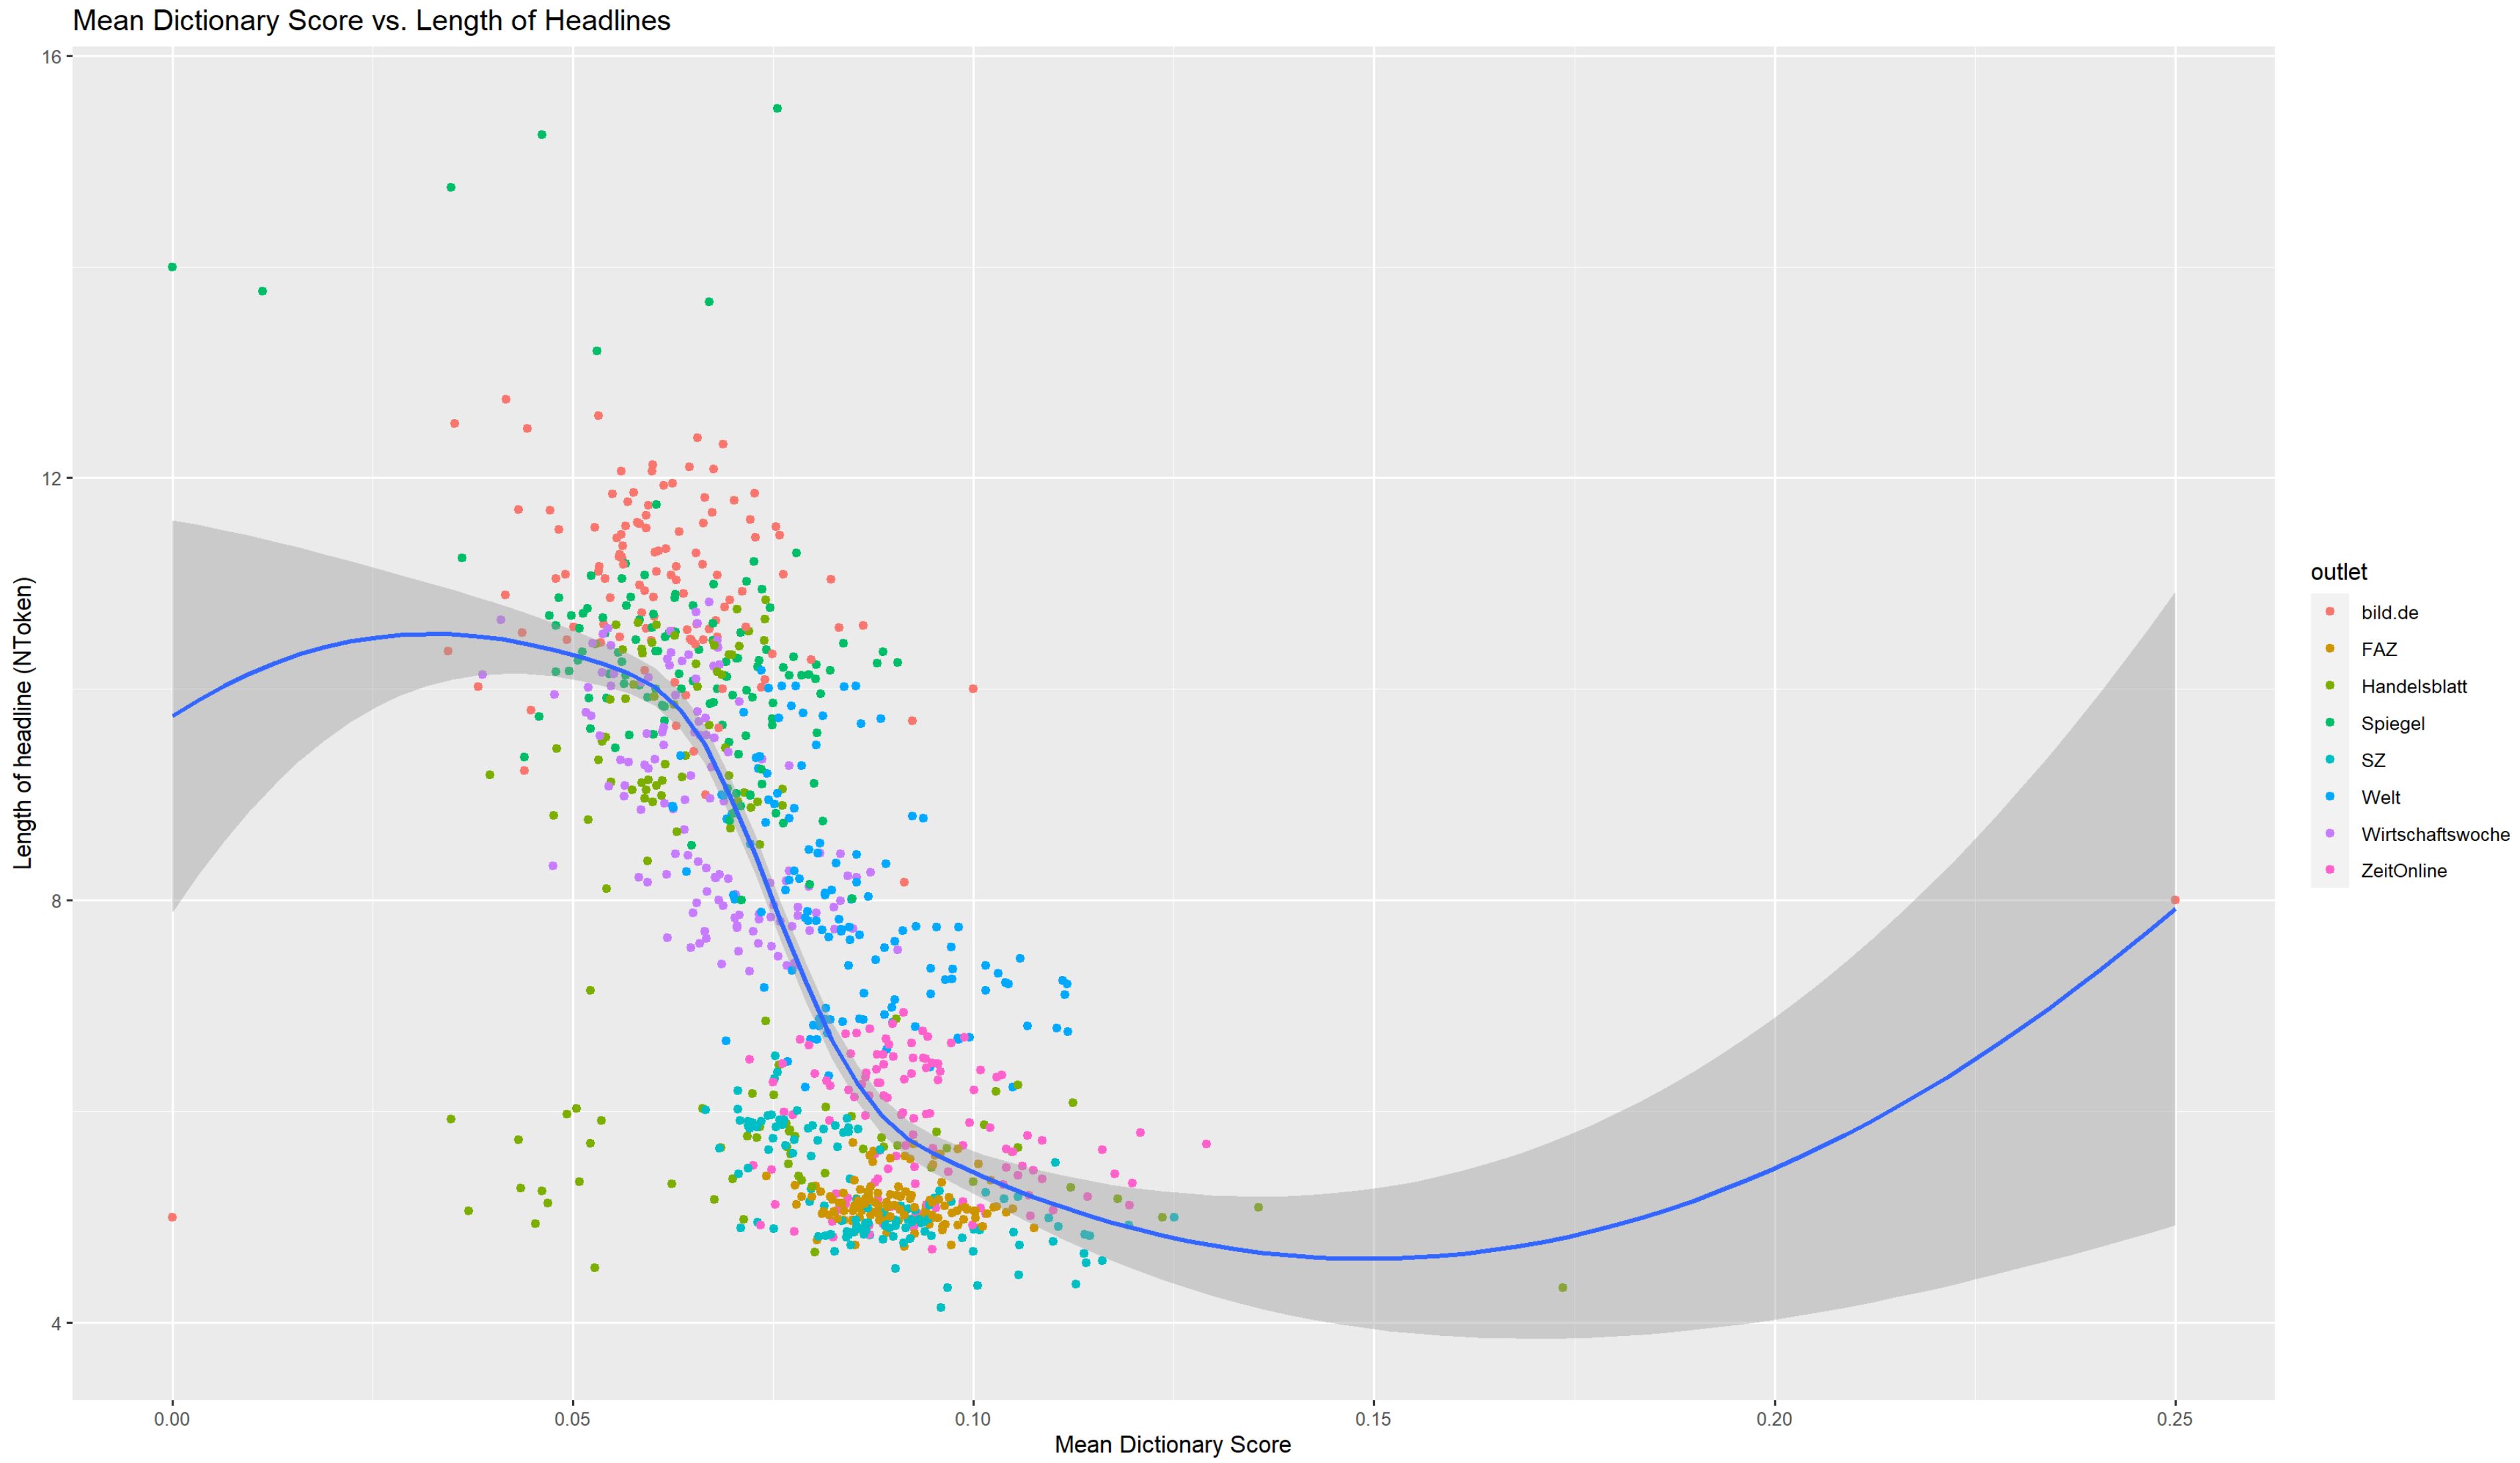 Mean Dictionary Score vs. Length of Headlines
16
12
8
4
Length of headline (NToken)
0.00 0.05 0.10 0.15 0.20 0.25
Mean Dictionary Score
outlet
bild.de
FAZ
Handelsblatt
Spiegel
SZ
Welt
Wirtschaftswoche
ZeitOnline